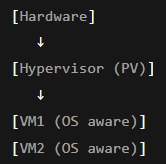 [Hardware]
↓
[Hypervisor (PV)]
↓
[VM1 (OS aware)]
[VM2 (OS aware)]